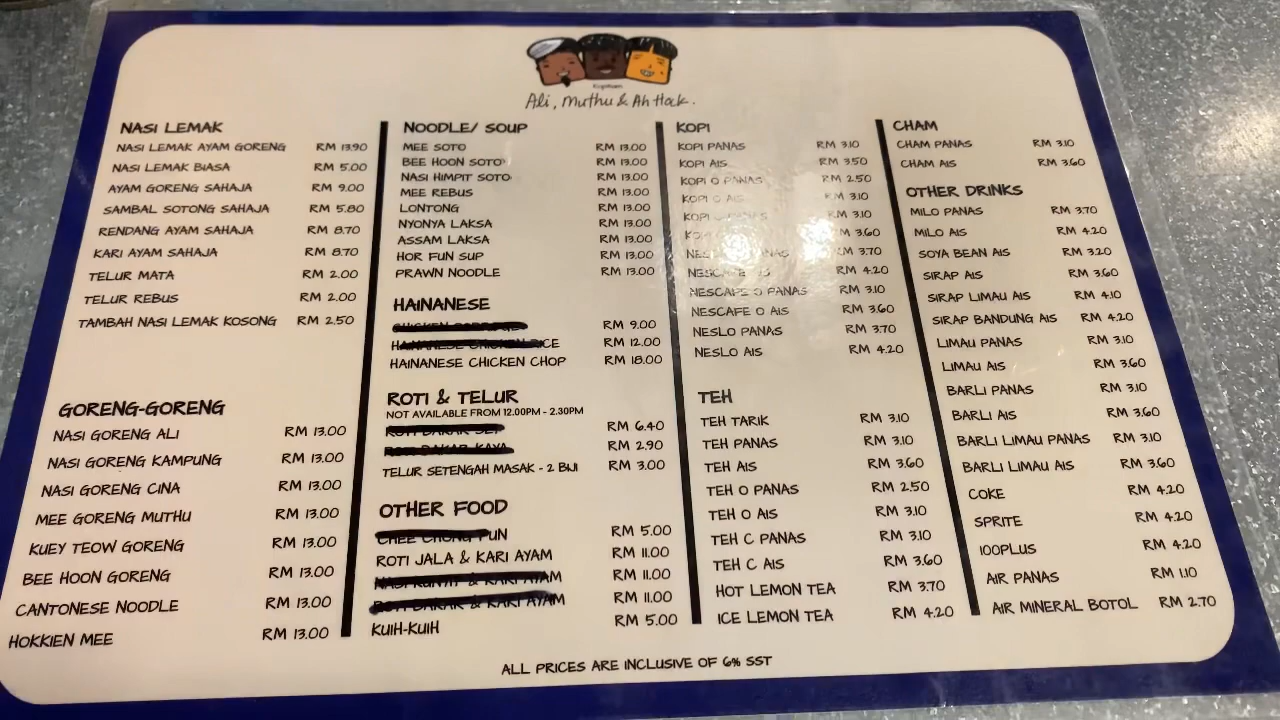 Kopitiam
Ali, Muthu & Ah Hock.
NASI LEMAK
NASI LEMAK AYAM GORENG RM 13.90
NASI LEMAK BIASA RM 5.00
AYAM GORENG SAHAJA RM 9.00
SAMBAL SOTONG SAHAJA RM 5.80
RENDANG AYAM SAHAJA RM 8.70
KARI AYAM SAHAJA RM 8.70
TELUR MATA RM 2.00
TELUR REBUS RM 2.00
TAMBAH NASI LEMAK KOSONG RM 2.50
GORENG-GORENG
NASI GORENG ALI RM 13.00
NASI GORENG KAMPUNG RM 13.00
NASI GORENG CINA RM 13.00
MEE GORENG MUTHU RM 13.00
KUEY TEOW GORENG RM 13.00
BEE HOON GORENG RM 13.00
CANTONESE NOODLE RM 13.00
HOKKIEN MEE RM 13.00
NOODLE/ SOUP
MEE SOTO RM 13.00
BEE HOON SOTO RM 13.00
NASI HIMPIT SOTO RM 13.00
MEE REBUS RM 13.00
LONTONG RM 13.00
NYONYA LAKSA RM 13.00
ASSAM LAKSA RM 13.00
HOR FUN SUP RM 13.00
PRAWN NOODLE RM 13.00
HAINANESE
RM 9.00
HAINANESE CHICKEN RICE RM 12.00
HAINANESE CHICKEN CHOP RM 18.00
ROTI & TELUR
NOT AVAILABLE FROM 12.00PM - 2.30PM
ROTI BAKAR SET RM 6.40
ROTI BAKAR KAYA RM 2.90
TELUR SETENGAH MASAK - 2 BIJI RM 3.00
OTHER FOOD
CHEE CHONG FUN RM 5.00
ROTI JALA & KARI AYAM RM 11.00
& KARI AYAM RM 11.00
ROTI BAKAR & KARI AYAM RM 11.00
KUIH-KUIH RM 5.00
KOPI
KOPI PANAS RM 3.10
KOPI AIS RM 3.50
KOPI O PANAS RM 2.50
KOPI O AIS RM 3.10
KOPI PANAS RM 3.10
3.60
PANAS RM 3.70
NESCAFE AIS RM 4.20
NESCAFE O PANAS RM 3.10
NESCAFE O AIS RM 3.60
NESLO PANAS RM 3.70
NESLO AIS RM 4.20
TEH
TEH TARIK RM 3.10
TEH PANAS RM 3.10
TEH AIS RM 3.60
TEH O PANAS RM 2.50
TEH O AIS RM 3.10
TEH C PANAS RM 3.10
TEH C AIS RM 3.60
HOT LEMON TEA RM 3.70
ICE LEMON TEA RM 4.20
CHAM
CHAM PANAS RM 3.10
CHAM AIS RM 3.60
OTHER DRINKS
MILO PANAS RM 3.70
MILO AIS RM 4.20
SOYA BEAN AIS RM 3.20
SIRAP AIS RM 3.60
SIRAP LIMAU AIS RM 4.10
SIRAP BANDUNG AIS RM 4.20
LIMAU PANAS RM 3.10
LIMAU AIS RM 3.60
BARLI PANAS RM 3.10
BARLI AIS RM 3.60
BARLI LIMAU PANAS RM 3.10
BARLI LIMAU AIS RM 3.60
COKE RM 4.20
SPRITE RM 4.20
100PLUS RM 4.20
AIR PANAS RM 1.10
AIR MINERAL BOTOL RM 2.70
ALL PRICES ARE INCLUSIVE OF 6% SST